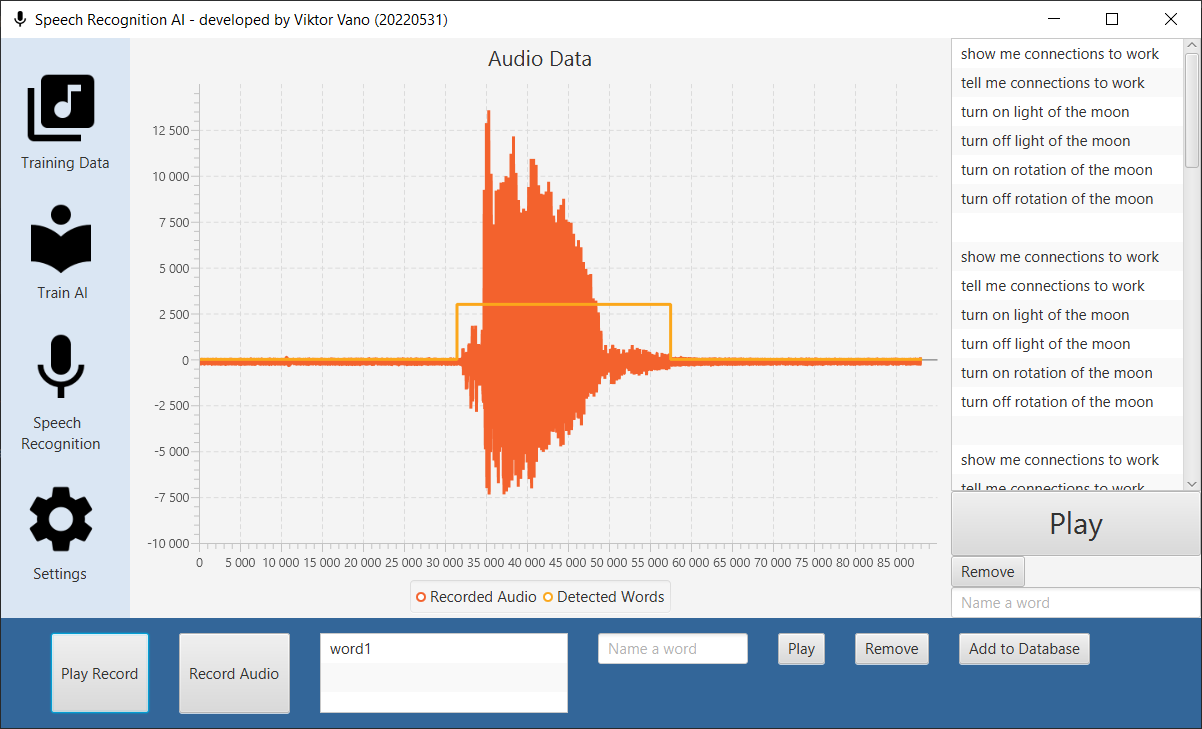 Speech Recognition AI - developed by Viktor Vano (20220531)
Training Data
Train AI
Speech
Recognition
Settings
Audio Data
12 500
10 000
7 500
5 000
2 500
0
-2 500
-5 000
-7 500
-10 000
0 5 000 10 000 15 000 20 000 25 000 30 000 35 000 40 000 45 000 50 000 55 000 60 000 65 000 70 000 75 000 80 000 85 000
Recorded Audio Detected Words
show me connections to work
tell me connections to work
turn on light of the moon
turn off light of the moon
turn on rotation of the moon
turn off rotation of the moon
show me connections to work
tell me connections to work
turn on light of the moon
turn off light of the moon
turn on rotation of the moon
turn off rotation of the moon
show me connections to work
tell me connections to work
Play
Remove
Name a word
Play Record
Record Audio
word1
Name a word
Play
Remove
Add to Database